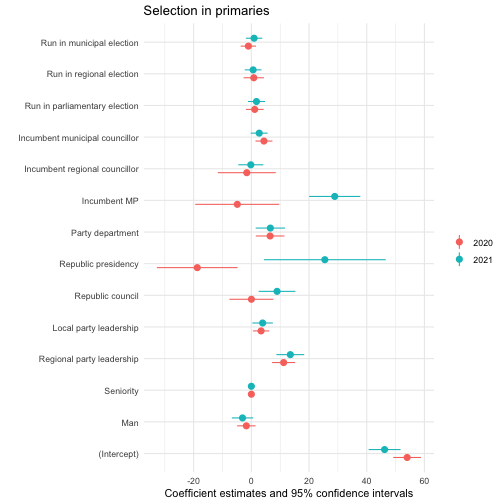 Selection in primaries
Run in municipal election
Run in regional election
Run in parliamentary election
Incumbent municipal councillor
Incumbent regional councillor
Incumbent MP
Party department
Republic presidency
Republic council
Local party leadership
Regional party leadership
Seniority
Man
(Intercept)
2020
2021
-20 0 20 40 60
Coefficient estimates and 95% confidence intervals